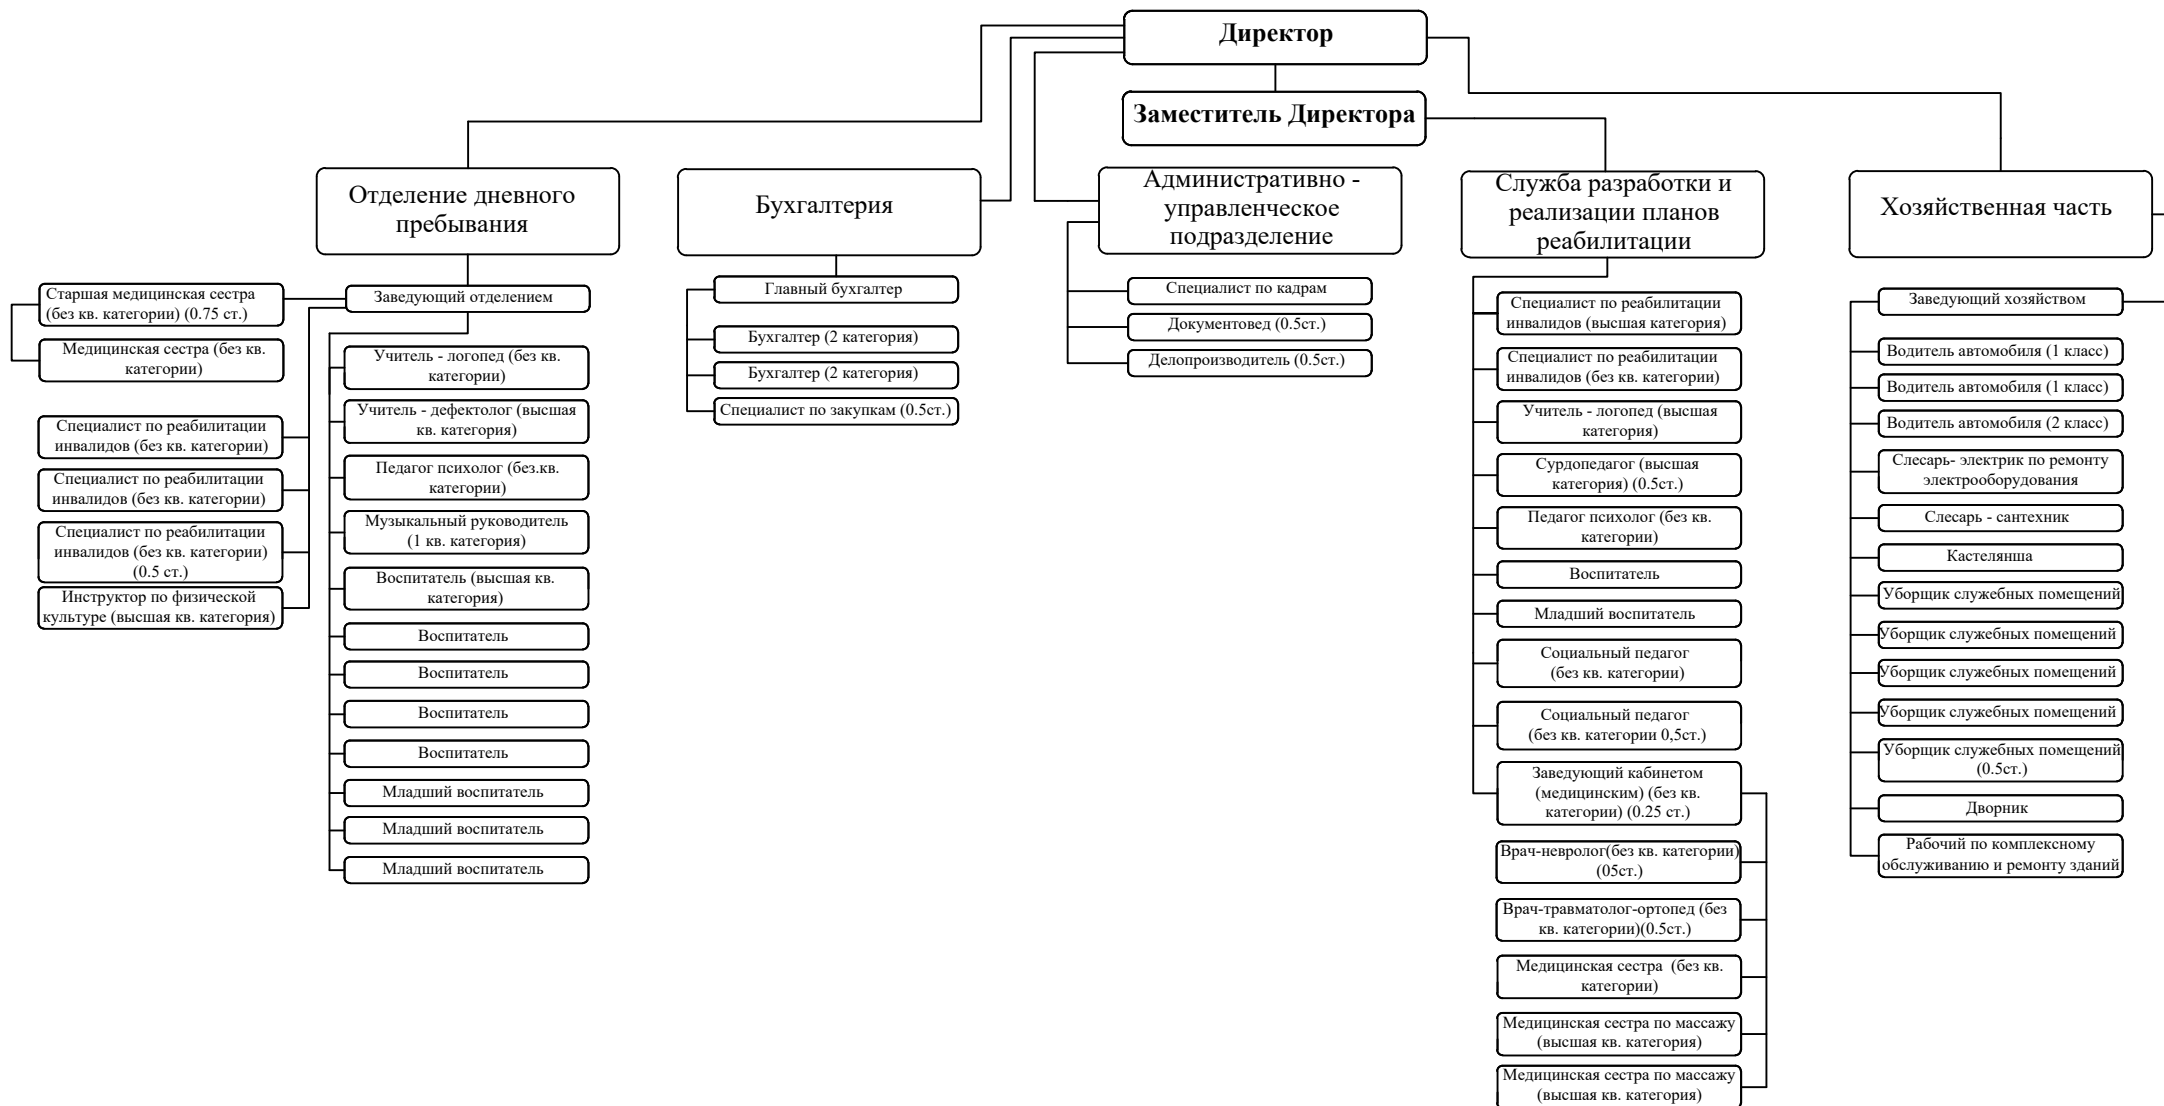 Директор
Заместитель Директора
Отделение дневного
пребывания
Бухгалтерия
Административно -
управленческое
подразделение
Служба разработки и
реализации планов
реабилитации
Хозяйственная часть
Старшая медицинская сестра
(без кв. категории) (0.75 ст.)
Медицинская сестра (без кв.
категории)
Специалист по реабилитации
инвалидов (без кв. категории)
Специалист по реабилитации
инвалидов (без кв. категории)
Специалист по реабилитации
инвалидов (без кв. категории)
(0.5 ст.)
Инструктор по физической
культуре (высшая кв. категория)
Заведующий отделением
Учитель - логопед (без кв.
категории)
Учитель - дефектолог (высшая
кв. категория)
Педагог психолог (без.кв.
категории)
Музыкальный руководитель
(1 кв. категория)
Воспитатель (высшая кв.
категория)
Воспитатель
Воспитатель
Воспитатель
Воспитатель
Младший воспитатель
Младший воспитатель
Младший воспитатель
Главный бухгалтер
Бухгалтер (2 категория)
Бухгалтер (2 категория)
Специалист по закупкам (0.5ст.)
Специалист по кадрам
Документовед (0.5ст.)
Делопроизводитель (0.5ст.)
Специалист по реабилитации
инвалидов (высшая категория)
Специалист по реабилитации
инвалидов (без кв. категории)
Учитель - логопед (высшая
категория)
Сурдопедагог (высшая
категория) (0.5ст.)
Педагог психолог (без кв.
категории)
Воспитатель
Младший воспитатель
Социальный педагог
(без кв. категории)
Социальный педагог
(без кв. категории 0,5ст.)
Заведующий кабинетом
(медицинским) (без кв.
категории) (0.25 ст.)
Врач-невролог(без кв. категории)
(05ст.)
Врач-травматолог-ортопед (без
кв. категории)(0.5ст.)
Медицинская сестра (без кв.
категории)
Медицинская сестра по массажу
(высшая кв. категория)
Медицинская сестра по массажу
(высшая кв. категория)
Заведующий хозяйством
Водитель автомобиля (1 класс)
Водитель автомобиля (1 класс)
Водитель автомобиля (2 класс)
Слесарь- электрик по ремонту
электрооборудования
Слесарь - сантехник
Кастелянша
Уборщик служебных помещений
Уборщик служебных помещений
Уборщик служебных помещений
Уборщик служебных помещений
Уборщик служебных помещений
(0.5ст.)
Дворник
Рабочий по комплексному
обслуживанию и ремонту зданий